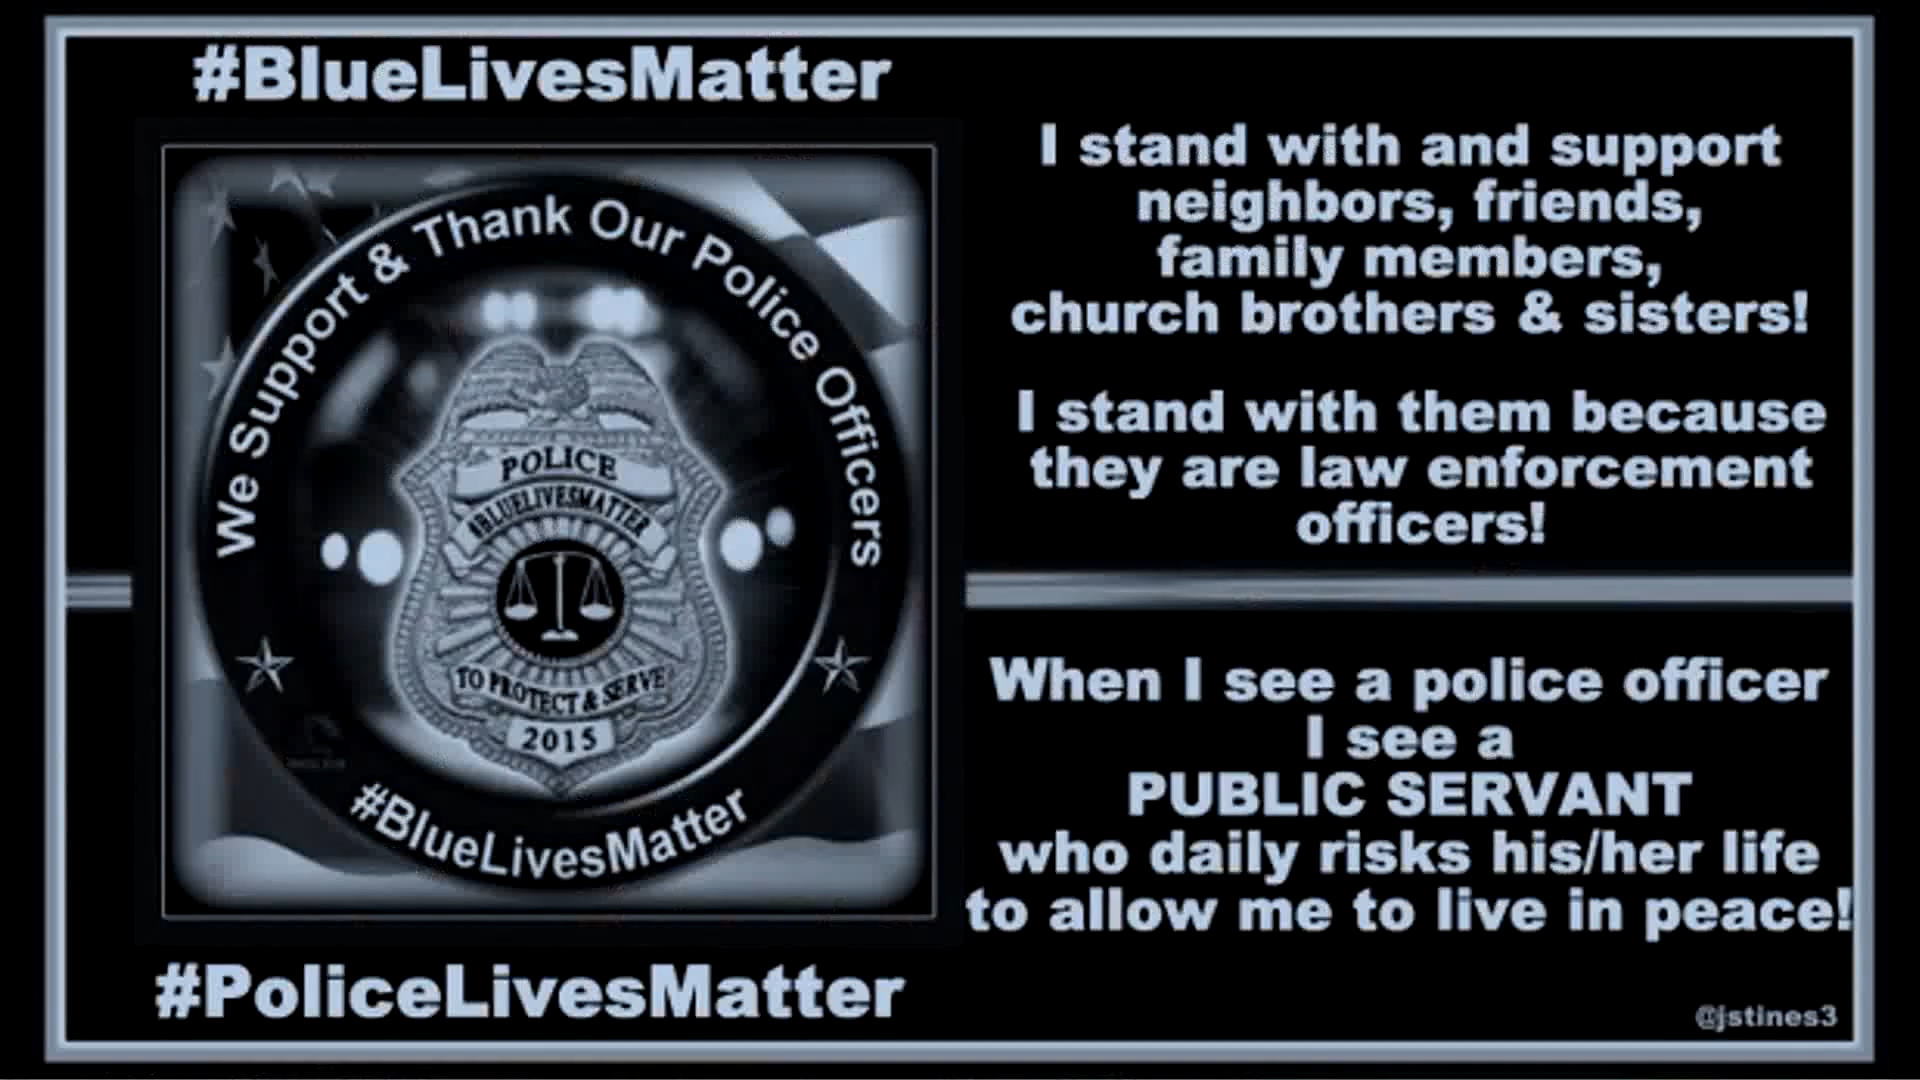 #BlueLivesMatter
We Support & Thank Our Police Officers
POLICE
#BLUELIVESMATTER
TO PROTECT & SERVE
2015
#BlueLivesMatter
#PoliceLivesMatter
I stand with and support
neighbors, friends,
family members,
church brothers & sisters!
I stand with them because
they are law enforcement
officers!
When I see a police officer
I see a
PUBLIC SERVANT
who daily risks his/her life
to allow me to live in peace!
@jstines3